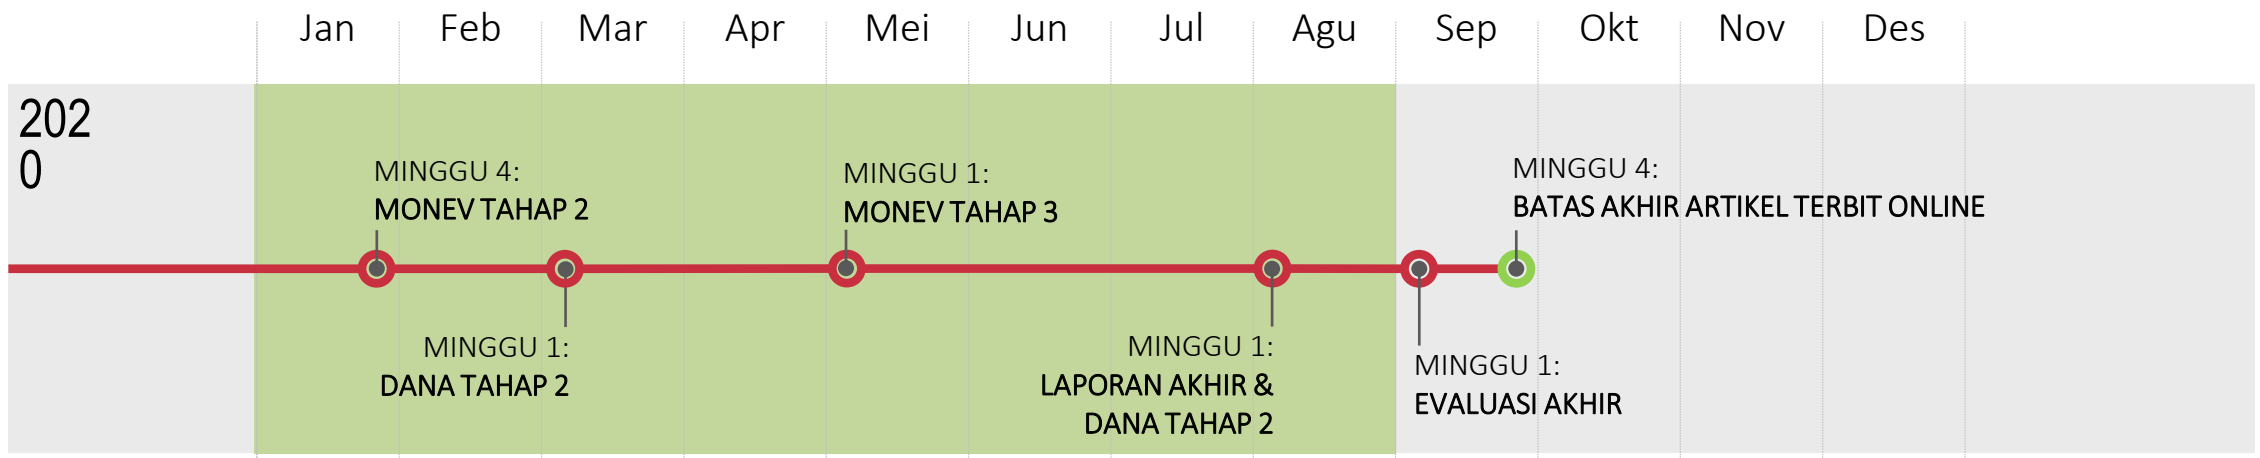 Jan Feb Mar Apr Mei Jun Jul Agu Sep Okt Nov Des
202
0
MINGGU 4:
MONEV TAHAP 2
MINGGU 1:
DANA TAHAP 2
MINGGU 1:
MONEV TAHAP 3
MINGGU 1:
LAPORAN AKHIR &
DANA TAHAP 2
MINGGU 1:
EVALUASI AKHIR
MINGGU 4:
BATAS AKHIR ARTIKEL TERBIT ONLINE